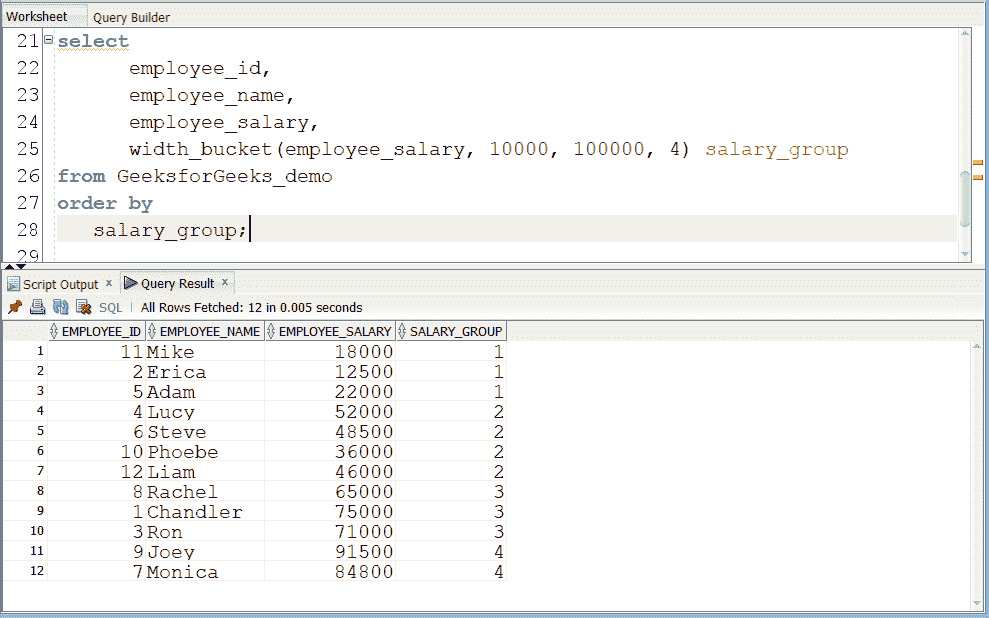 Worksheet Query Builder
21 select
22 employee_id,
23 employee_name,
24 employee_salary,
25 width_bucket(employee_salary, 10000, 100000, 4) salary_group
26 from GeeksforGeeks_demo
27 order by
28 salary_group;
29
Script Output × Query Result ×
SQL | All Rows Fetched: 12 in 0.005 seconds
EMPLOYEE_ID EMPLOYEE_NAME EMPLOYEE_SALARY SALARY_GROUP
1 11 Mike 18000 1
2 2 Erica 12500 1
3 5 Adam 22000 1
4 4 Lucy 52000 2
5 6 Steve 48500 2
6 10 Phoebe 36000 2
7 12 Liam 46000 2
8 8 Rachel 65000 3
9 1 Chandler 75000 3
10 3 Ron 71000 3
11 9 Joey 91500 4
12 7 Monica 84800 4